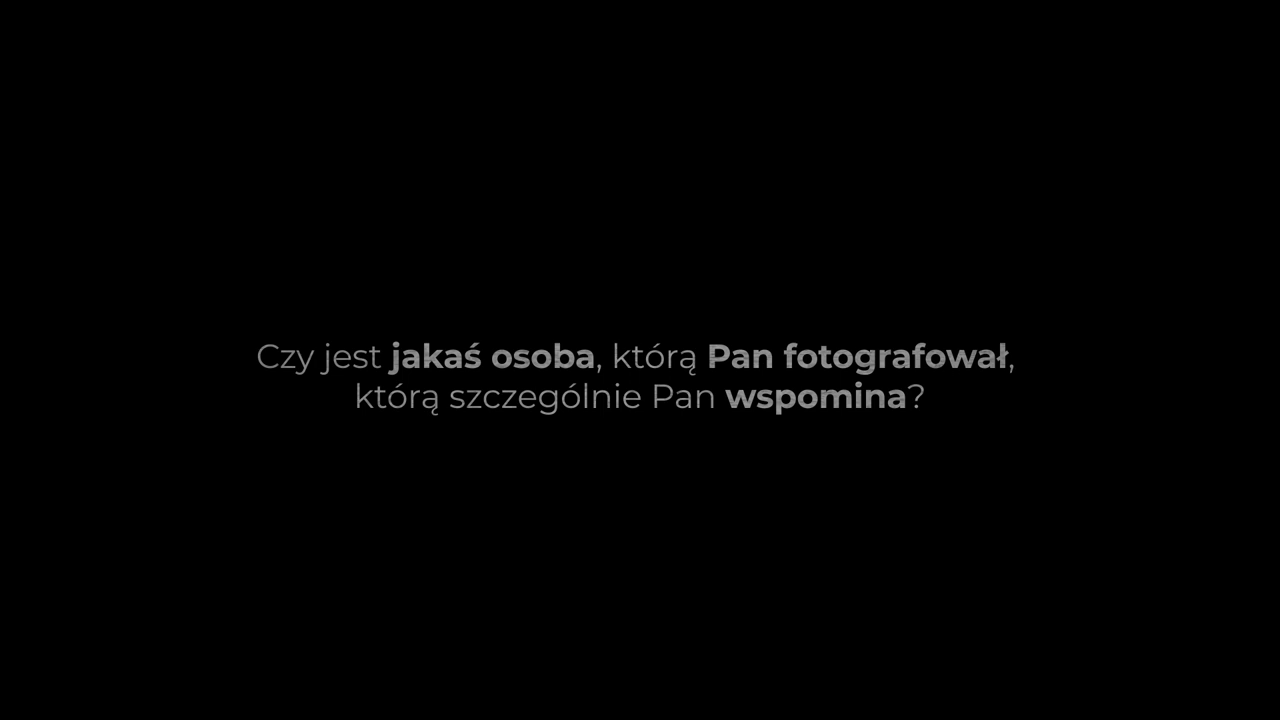 Czy jest jakaś osoba, którą Pan fotografował,
którą szczególnie Pan wspomina?